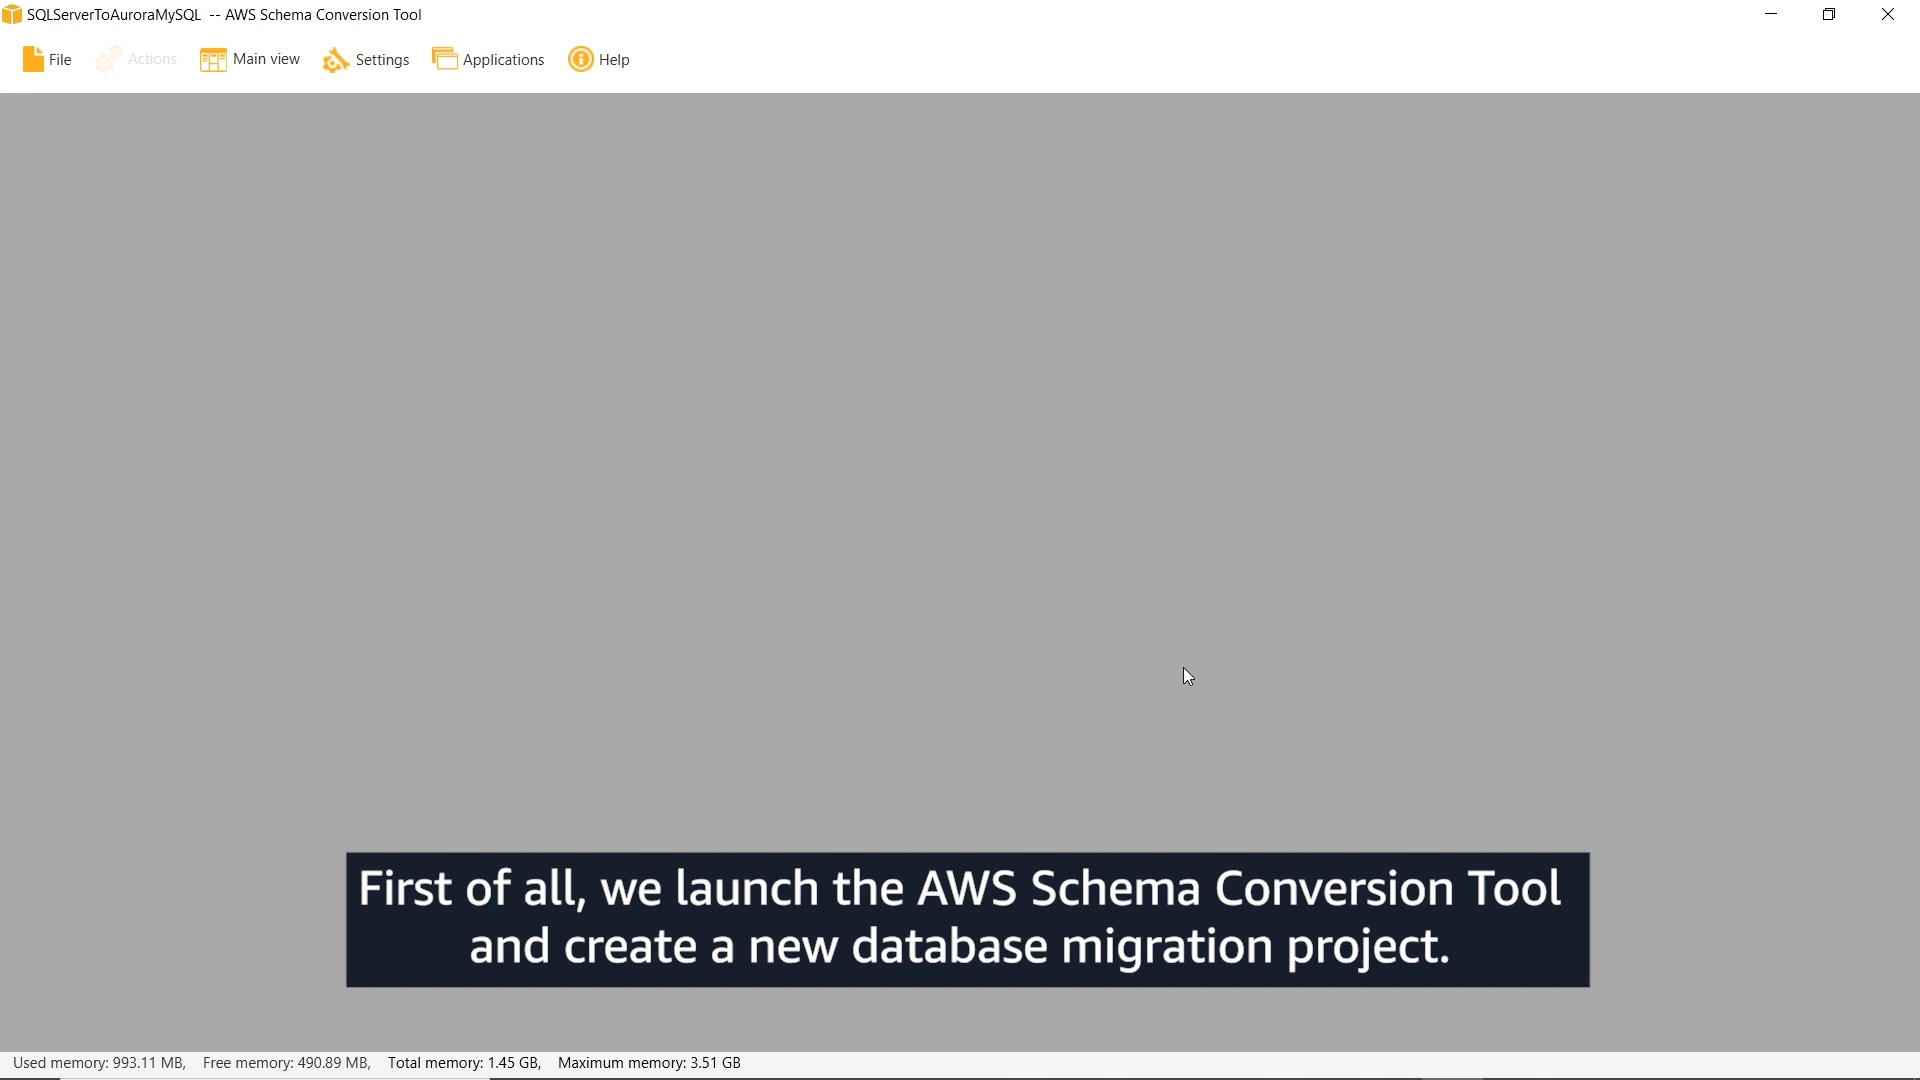 SQLServerToAuroraMySQL -- AWS Schema Conversion Tool
File Actions Main view Settings Applications Help
First of all, we launch the AWS Schema Conversion Tool
and create a new database migration project.
Used memory: 993.11 MB, Free memory: 490.89 MB, Total memory: 1.45 GB, Maximum memory: 3.51 GB